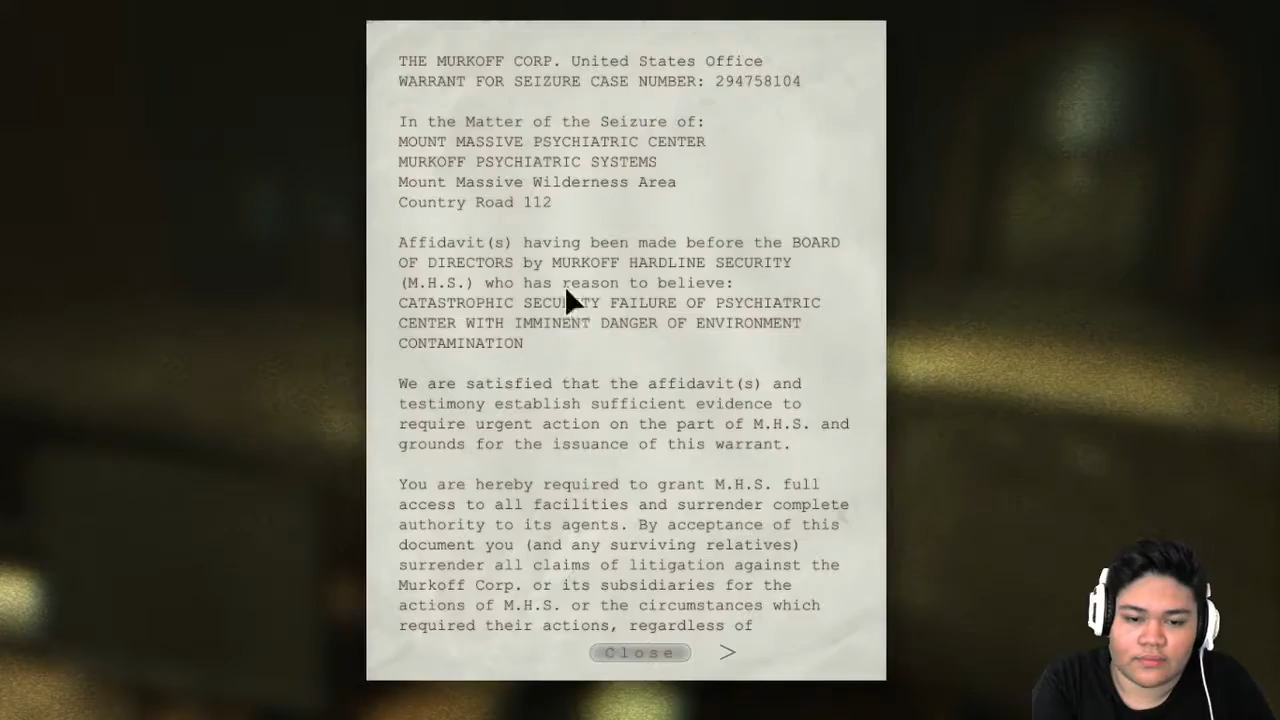 THE MURKOFF CORP. United States Office
WARRANT FOR SEIZURE CASE NUMBER: 294758104
In the Matter of the Seizure of:
MOUNT MASSIVE PSYCHIATRIC CENTER
MURKOFF PSYCHIATRIC SYSTEMS
Mount Massive Wilderness Area
Country Road 112
Affidavit(s) having been made before the BOARD
OF DIRECTORS by MURKOFF HARDLINE SECURITY
(M.H.S.) who has reason to believe:
CATASTROPHIC SECURITY FAILURE OF PSYCHIATRIC
CENTER WITH IMMINENT DANGER OF ENVIRONMENT
CONTAMINATION
We are satisfied that the affidavit(s) and
testimony establish sufficient evidence to
require urgent action on the part of M.H.S. and
grounds for the issuance of this warrant.
You are hereby required to grant M.H.S. full
access to all facilities and surrender complete
authority to its agents. By acceptance of this
document you (and any surviving relatives)
surrender all claims of litigation against the
Murkoff Corp. or its subsidiaries for the
actions of M.H.S. or the circumstances which
required their actions, regardless of
Close >